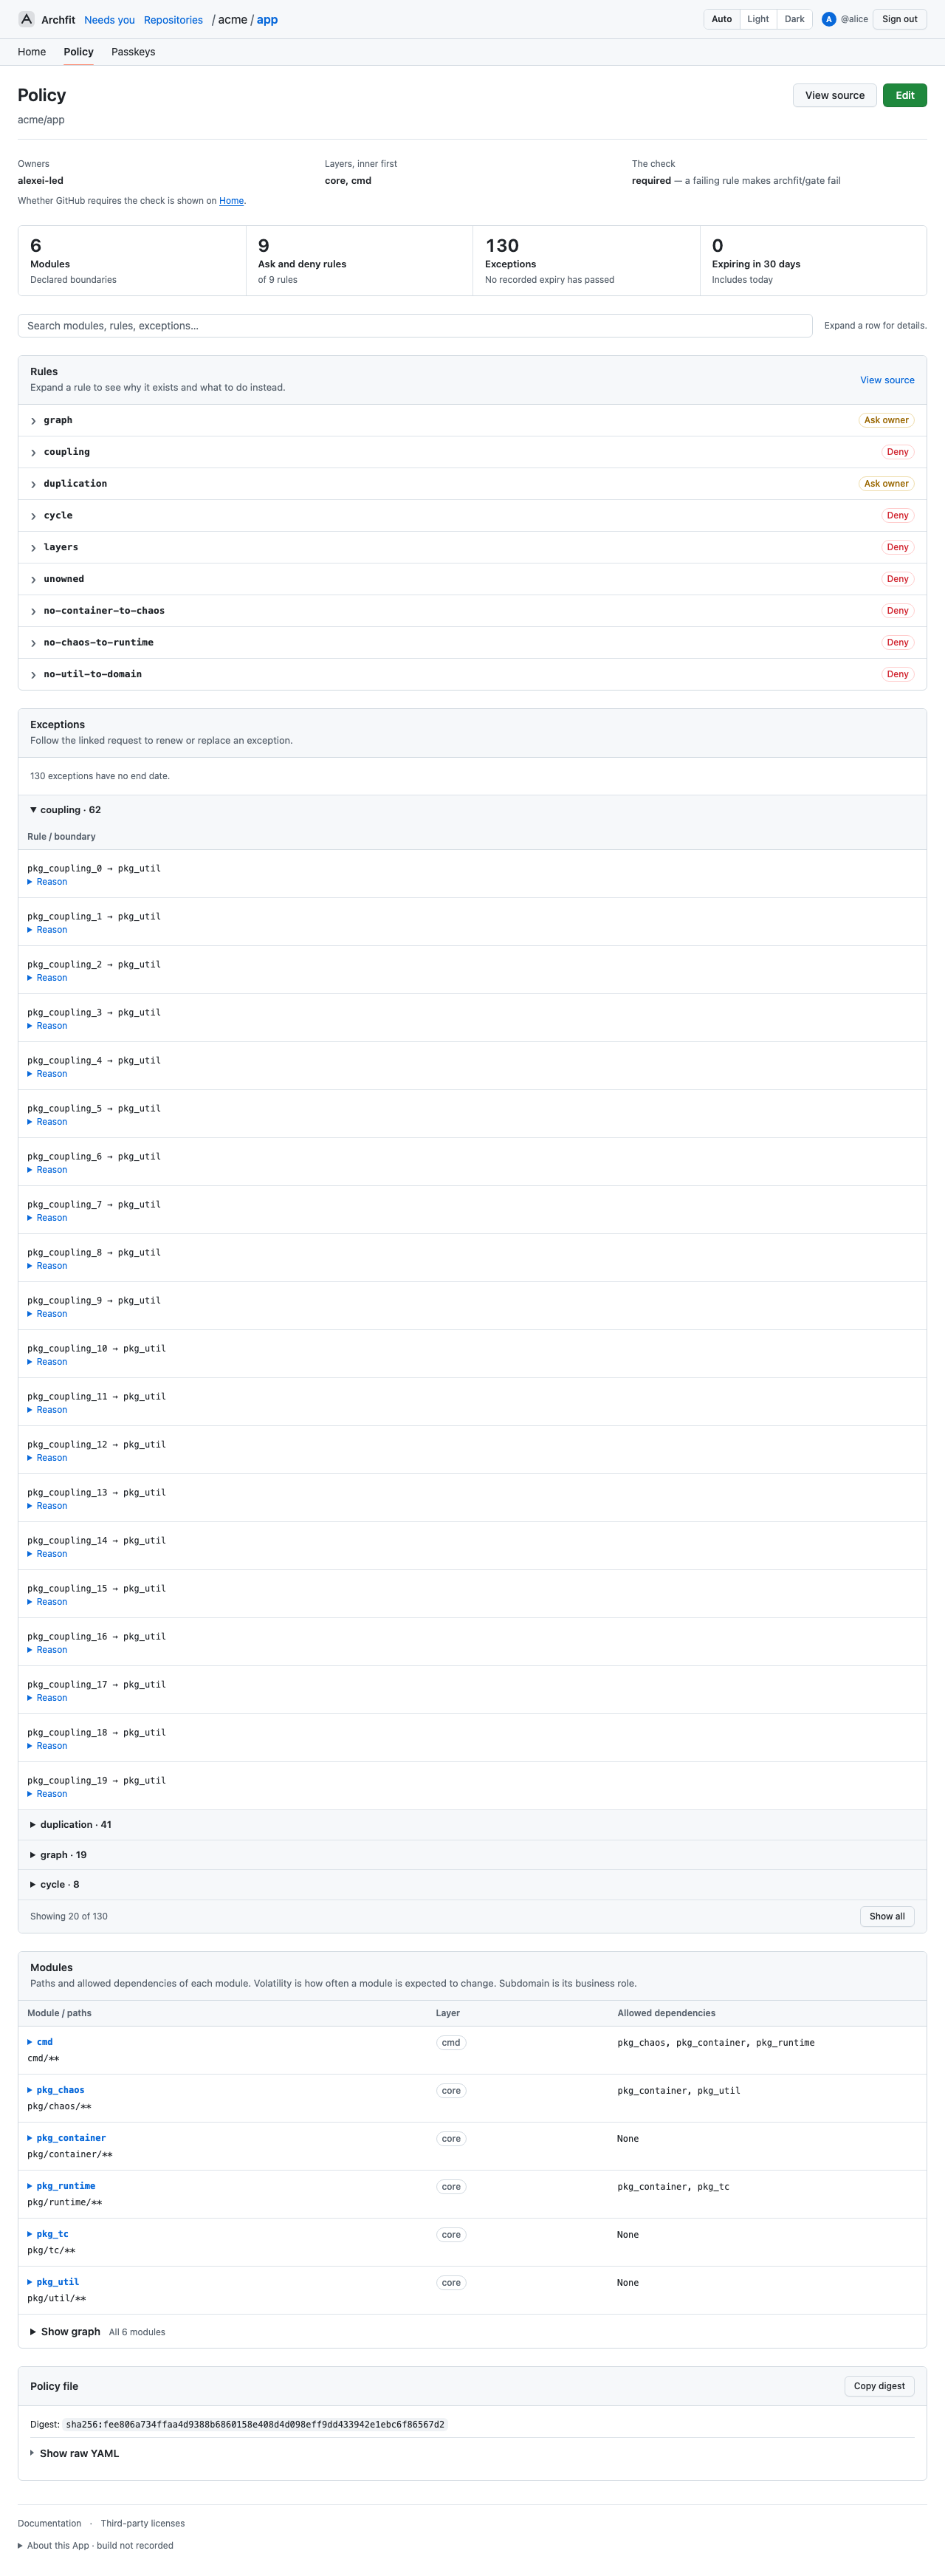 Archfit Needs you Repositories / acme / app Auto Light Dark A @alice Sign out
Home Policy Passkeys
Policy View source Edit
acme/app
Owners Layers, inner first The check
alexei-led core, cmd required — a failing rule makes archfit/gate fail
Whether GitHub requires the check is shown on Home.
6 9 130 0
Modules Ask and deny rules Exceptions Expiring in 30 days
Declared boundaries of 9 rules No recorded expiry has passed Includes today
Search modules, rules, exceptions... Expand a row for details.
Rules
Expand a rule to see why it exists and what to do instead. View source
graph Ask owner
coupling Deny
duplication Ask owner
cycle Deny
layers Deny
unowned Deny
no-container-to-chaos Deny
no-chaos-to-runtime Deny
no-util-to-domain Deny
Exceptions
Follow the linked request to renew or replace an exception.
130 exceptions have no end date.
coupling · 62
Rule / boundary
pkg_coupling_0 → pkg_util
Reason
pkg_coupling_1 → pkg_util
Reason
pkg_coupling_2 → pkg_util
Reason
pkg_coupling_3 → pkg_util
Reason
pkg_coupling_4 → pkg_util
Reason
pkg_coupling_5 → pkg_util
Reason
pkg_coupling_6 → pkg_util
Reason
pkg_coupling_7 → pkg_util
Reason
pkg_coupling_8 → pkg_util
Reason
pkg_coupling_9 → pkg_util
Reason
pkg_coupling_10 → pkg_util
Reason
pkg_coupling_11 → pkg_util
Reason
pkg_coupling_12 → pkg_util
Reason
pkg_coupling_13 → pkg_util
Reason
pkg_coupling_14 → pkg_util
Reason
pkg_coupling_15 → pkg_util
Reason
pkg_coupling_16 → pkg_util
Reason
pkg_coupling_17 → pkg_util
Reason
pkg_coupling_18 → pkg_util
Reason
pkg_coupling_19 → pkg_util
Reason
duplication · 41
graph · 19
cycle · 8
Showing 20 of 130 Show all
Modules
Paths and allowed dependencies of each module. Volatility is how often a module is expected to change. Subdomain is its business role.
Module / paths Layer Allowed dependencies
cmd cmd pkg_chaos, pkg_container, pkg_runtime
cmd/**
pkg_chaos core pkg_container, pkg_util
pkg/chaos/**
pkg_container core None
pkg/container/**
pkg_runtime core pkg_container, pkg_tc
pkg/runtime/**
pkg_tc core None
pkg/tc/**
pkg_util core None
pkg/util/**
Show graph All 6 modules
Policy file Copy digest
Digest: sha256:fee806a734ffaa4d9388b6860158e408d4d098eff9dd433942e1ebc6f86567d2
Show raw YAML
Documentation · Third-party licenses
About this App · build not recorded